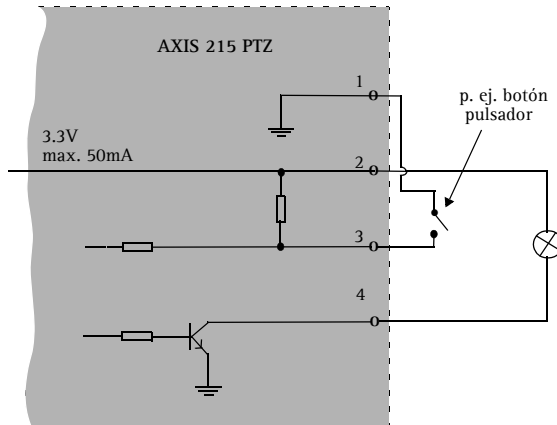 AXIS 215 PTZ
1
p. ej. botón
pulsador
3.3V
max. 50mA
2
3
4